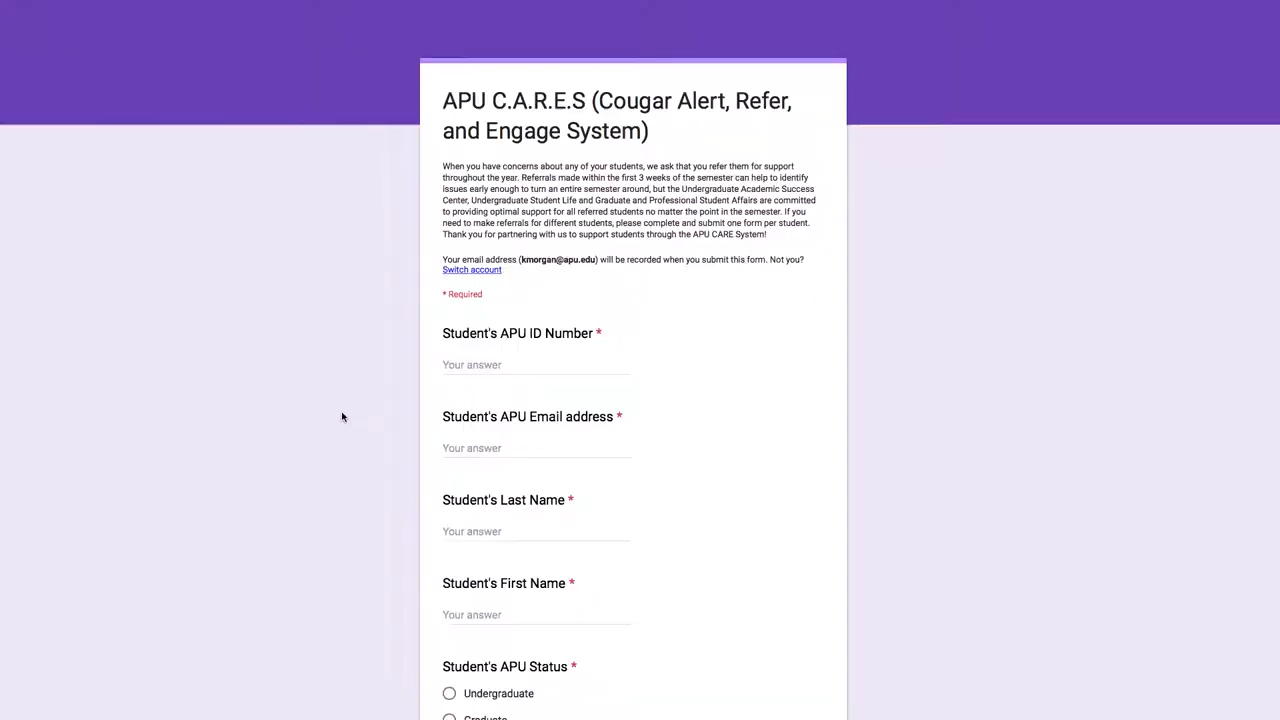 APU C.A.R.E.S (Cougar Alert, Refer,
and Engage System)
When you have concerns about any of your students, we ask that you refer them for support
throughout the year. Referrals made within the first 3 weeks of the semester can help to identify
issues early enough to turn an entire semester around, but the Undergraduate Academic Success
Center, Undergraduate Student Life and Graduate and Professional Student Affairs are committed
to providing optimal support for all referred students no matter the point in the semester. If you
need to make referrals for different students, please complete and submit one form per student.
Thank you for partnering with us to support students through the APU CARE System!
Your email address (kmorgan@apu.edu) will be recorded when you submit this form. Not you?
Switch account
* Required
Student's APU ID Number *
Your answer
Student's APU Email address *
Your answer
Student's Last Name *
Your answer
Student's First Name *
Your answer
Student's APU Status *
Undergraduate
Graduate